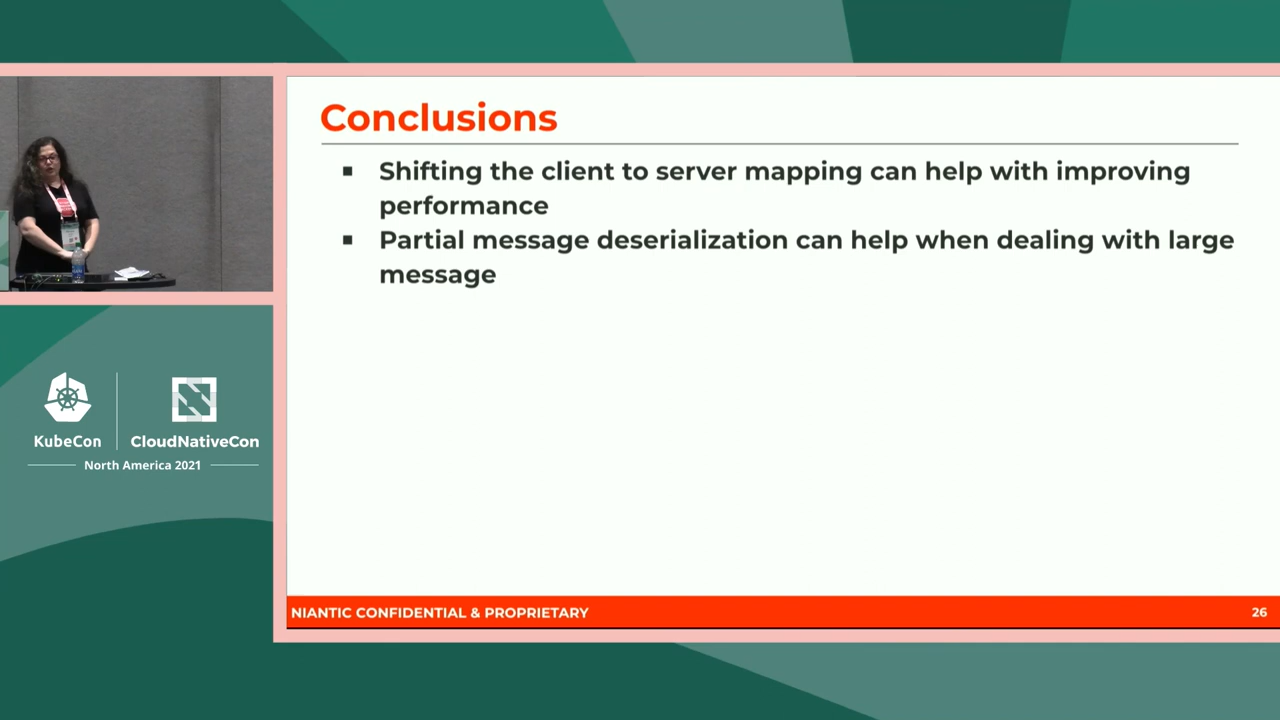 Conclusions
▪ Shifting the client to server mapping can help with improving
performance
▪ Partial message deserialization can help when dealing with large
message
KubeCon
CloudNativeCon
North America 2021
NIANTIC CONFIDENTIAL & PROPRIETARY
26